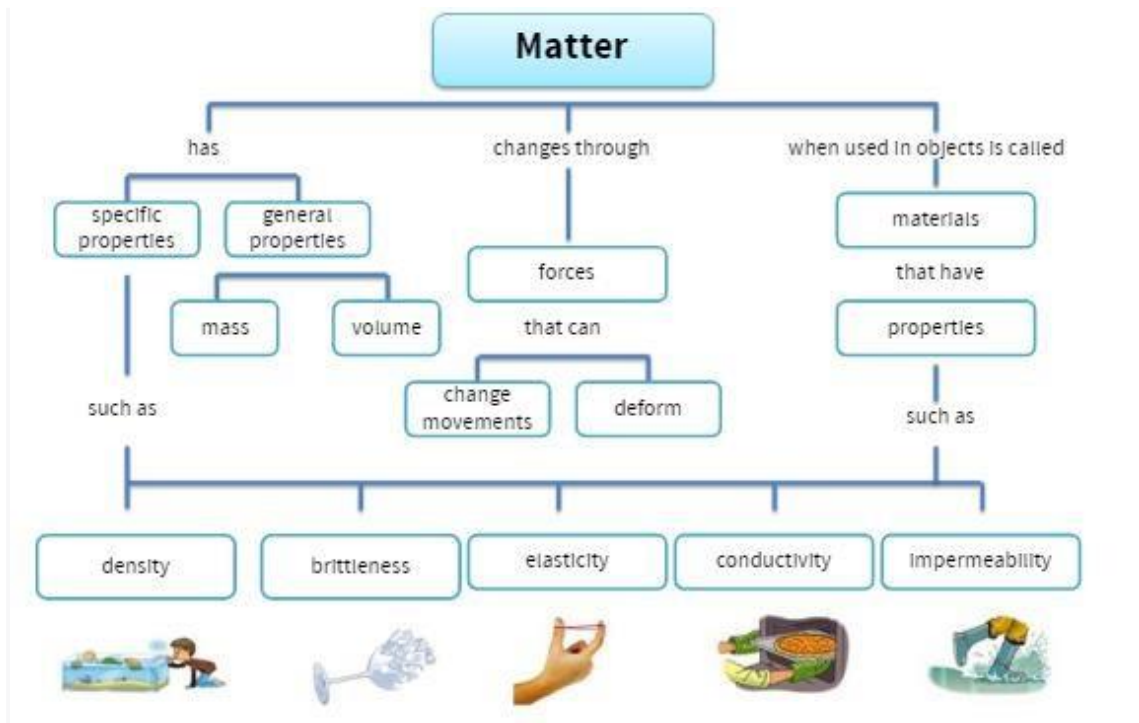 Matter
has
changes through
when used in objects is called
specific
properties
general
properties
materials
forces
that have
mass
volume
that can
properties
change
movements
deform
such as
such as
density
brittleness
elasticity
conductivity
impermeability